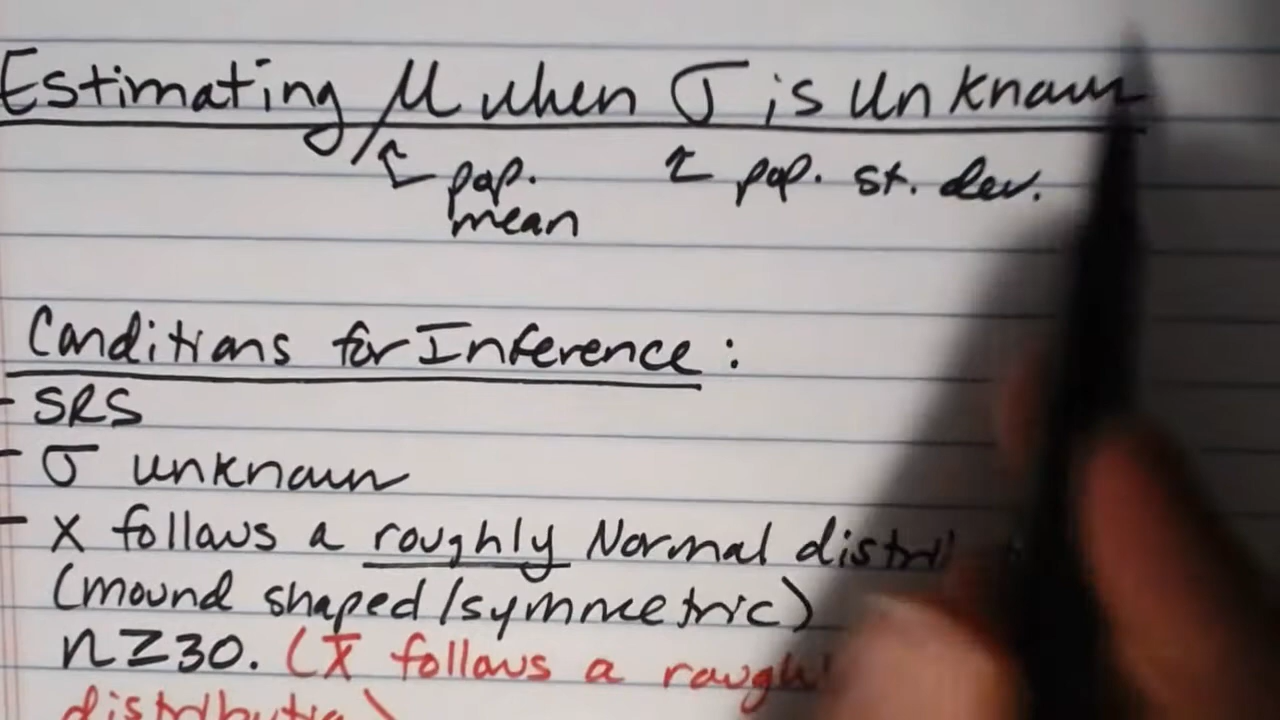 Estimating μ when σ is unknown
pop. mean
pop. st. dev.
Conditions for Inference:
- SRS
- σ unknown
- x follows a roughly Normal
(mound shaped/symmetric)
n ≥ 30. (x̄ follows a
distribution)